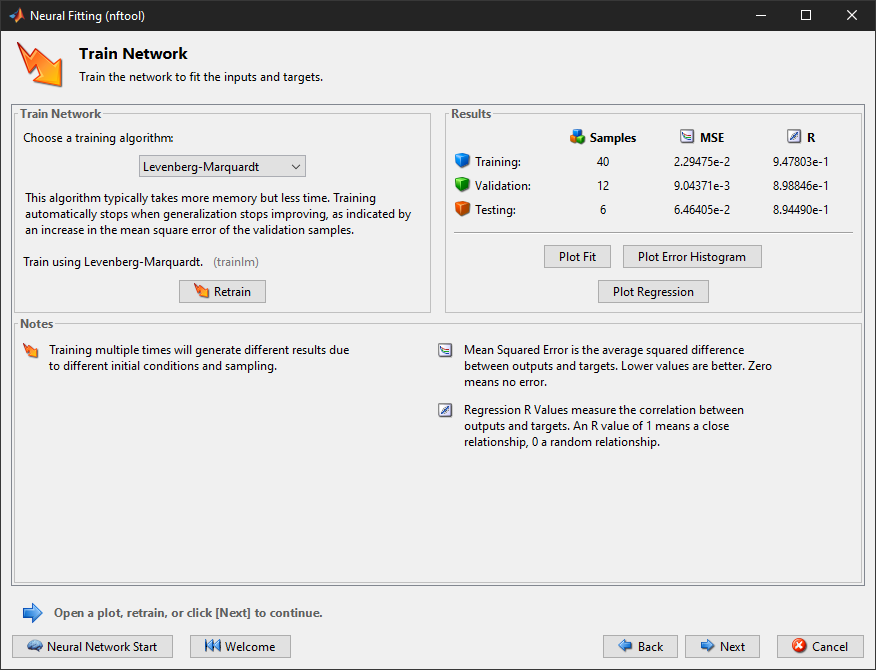 Neural Fitting (nftool)
Train Network
Train the network to fit the inputs and targets.
Train Network
Choose a training algorithm:
Levenberg-Marquardt
This algorithm typically takes more memory but less time. Training
automatically stops when generalization stops improving, as indicated by
an increase in the mean square error of the validation samples.
Train using Levenberg-Marquardt. (trainlm)
Retrain
Results
Samples MSE R
Training: 40 2.29475e-2 9.47803e-1
Validation: 12 9.04371e-3 8.98846e-1
Testing: 6 6.46405e-2 8.94490e-1
Plot Fit Plot Error Histogram
Plot Regression
Notes
Training multiple times will generate different results due
to different initial conditions and sampling.
Mean Squared Error is the average squared difference
between outputs and targets. Lower values are better. Zero
means no error.
Regression R Values measure the correlation between
outputs and targets. An R value of 1 means a close
relationship, 0 a random relationship.
Open a plot, retrain, or click [Next] to continue.
Neural Network Start Welcome Back Next Cancel